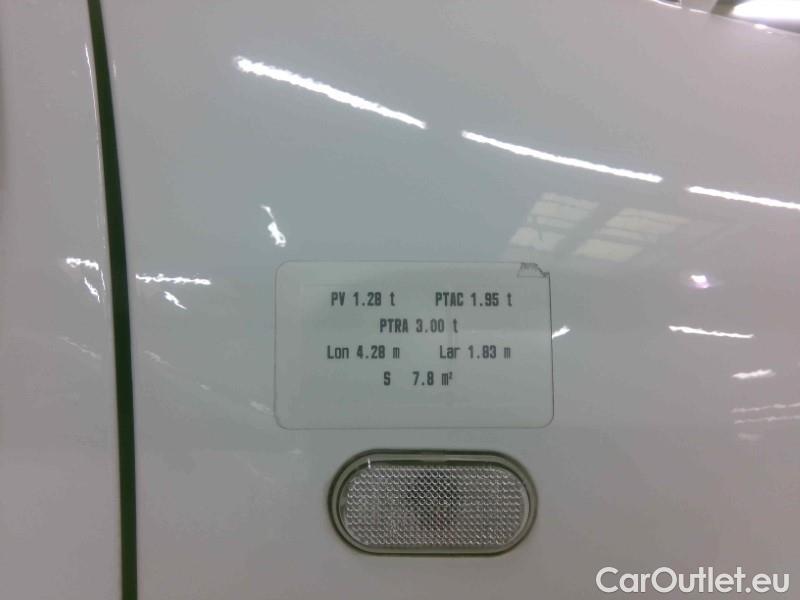 PV 1.28 t PTAC 1.95 t
PTRA 3.00 t
Lon 4.28 m Lar 1.83 m
S 7.8 m²
CarOutlet.eu